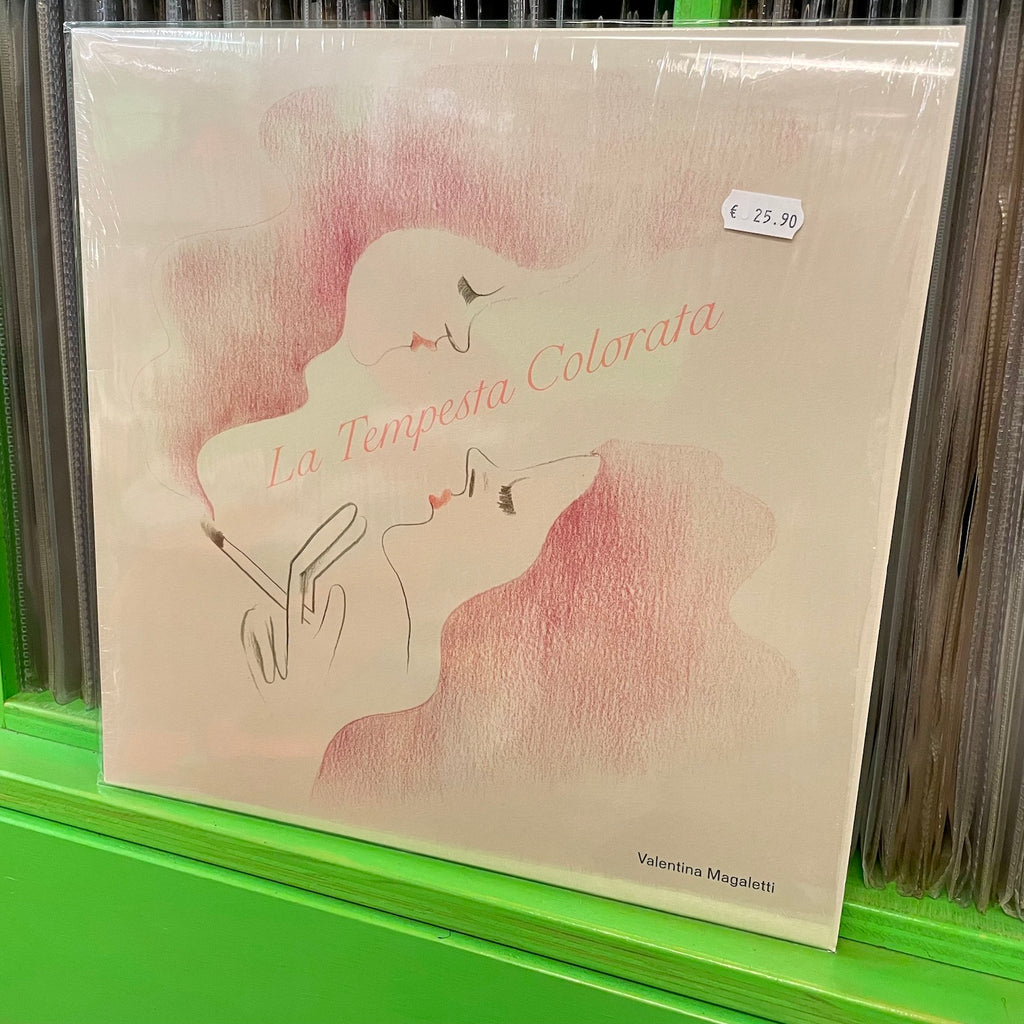 € 25.90
La Tempesta Colorata
Valentina Magaletti